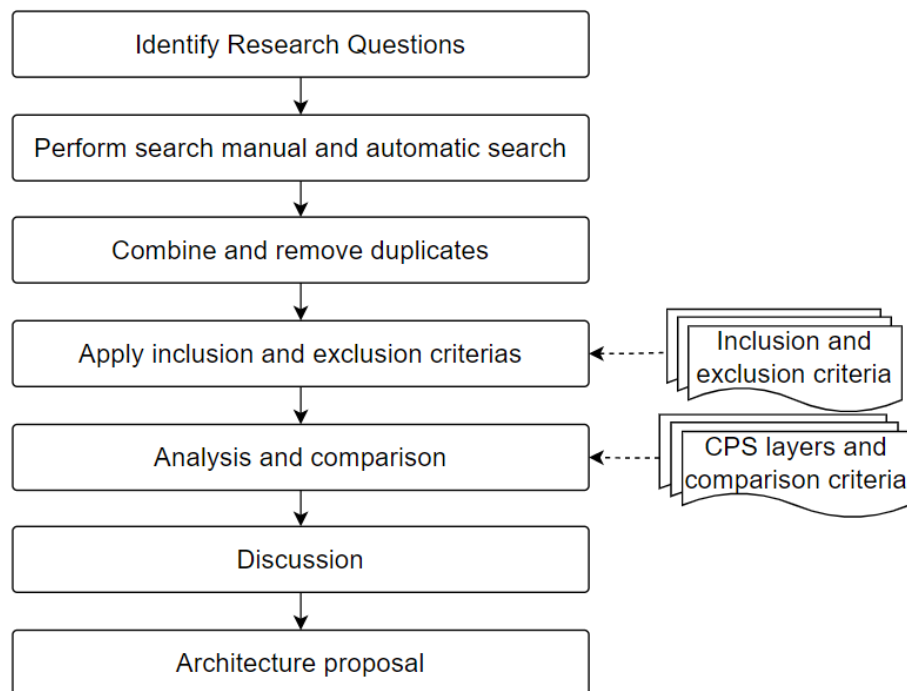 Identify Research Questions
Perform search manual and automatic search
Combine and remove duplicates
Apply inclusion and exclusion criterias
Inclusion and
exclusion criteria
Analysis and comparison
CPS layers and
comparison criteria
Discussion
Architecture proposal